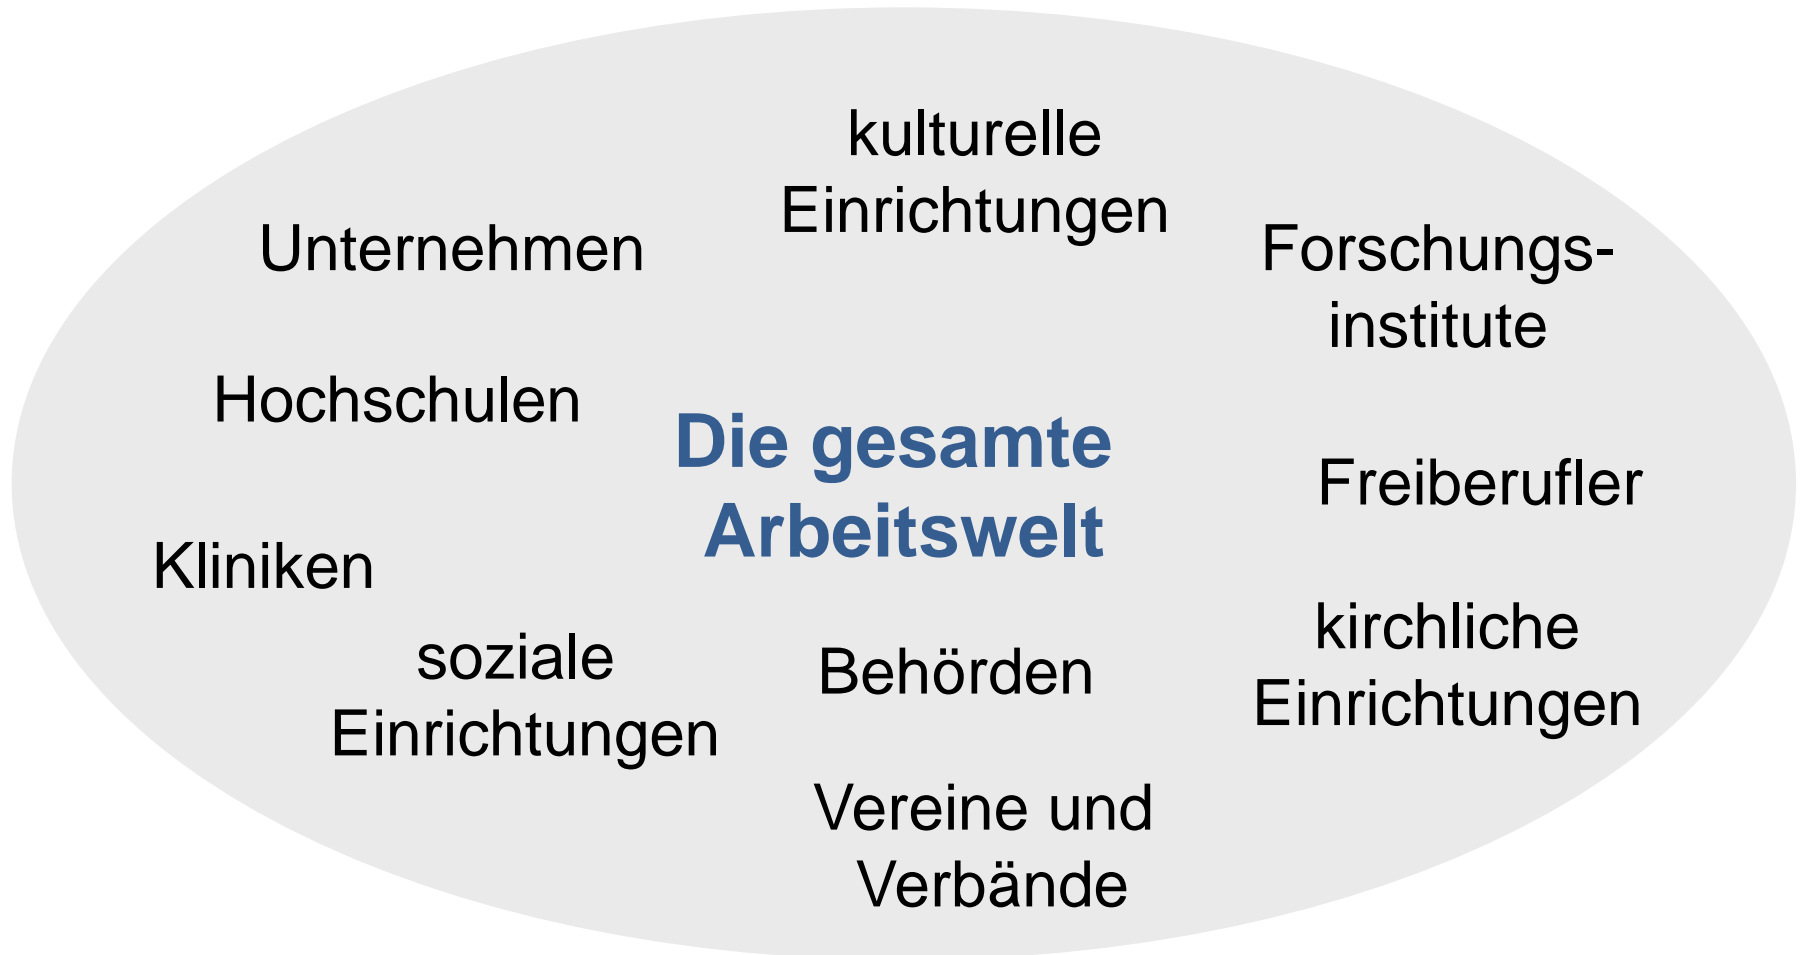 kulturelle
Einrichtungen
Unternehmen
Forschungs-
institute
Hochschulen
Die gesamte
Arbeitswelt
Freiberufler
Kliniken
soziale
Einrichtungen
Behörden
kirchliche
Einrichtungen
Vereine und
Verbände